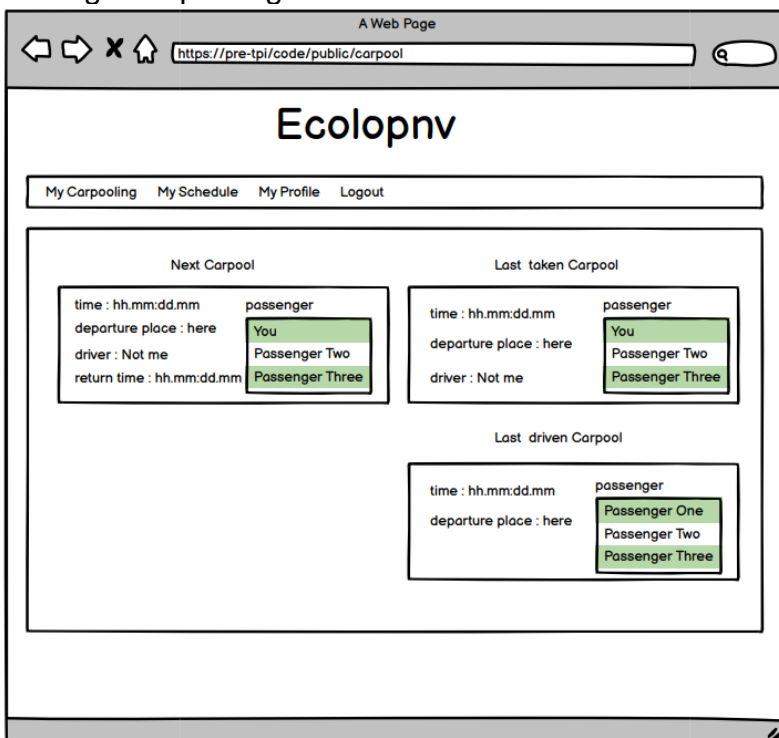 A Web Page
https://pre-tpi/code/public/carpool
Ecolopnv
My Carpooling My Schedule My Profile Logout
Next Carpool
time : hh.mm:dd.mm
departure place : here
driver : Not me
return time : hh.mm:dd.mm
passenger
You
Passenger Two
Passenger Three
Last taken Carpool
time : hh.mm:dd.mm
departure place : here
driver : Not me
passenger
You
Passenger Two
Passenger Three
Last driven Carpool
time : hh.mm:dd.mm
departure place : here
passenger
Passenger One
Passenger Two
Passenger Three